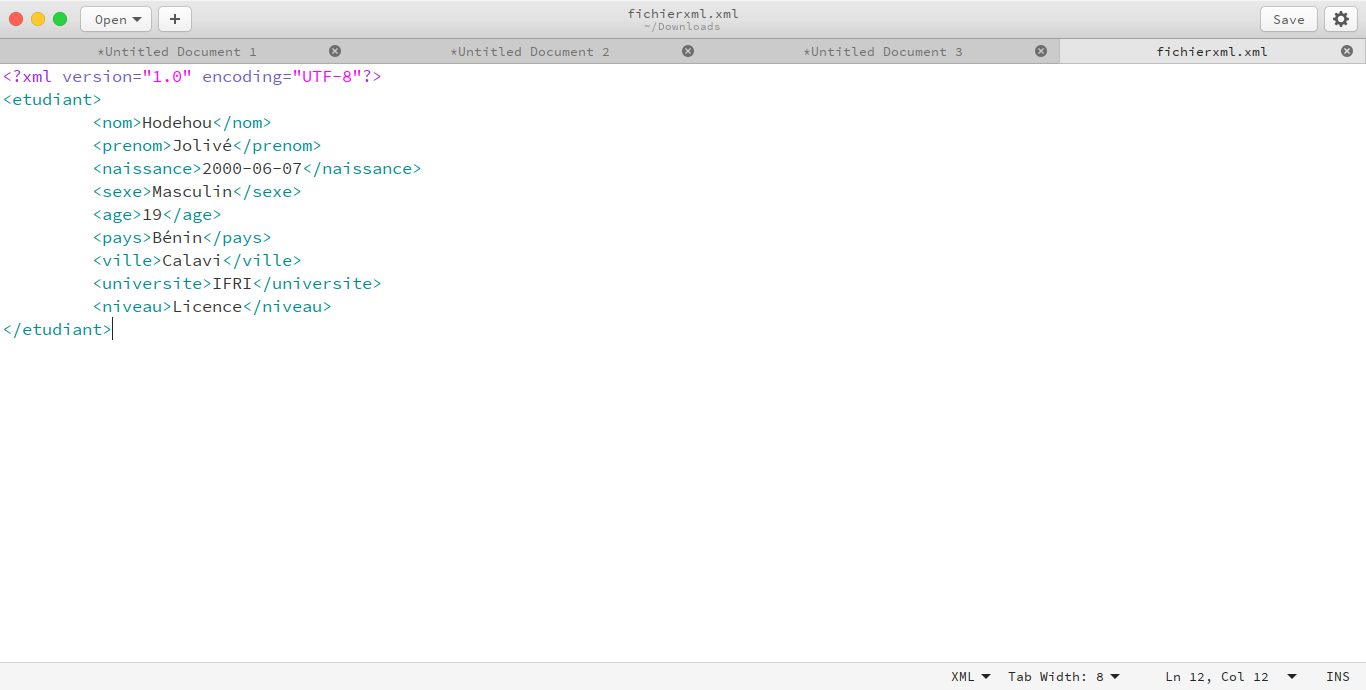 Open
+
fichierxml.xml
~/Downloads
Save
*Untitled Document 1
*Untitled Document 2
*Untitled Document 3
fichierxml.xml
<?xml version="1.0" encoding="UTF-8"?>
<etudiant>
<nom>Hodehou</nom>
<prenom>Jolivé</prenom>
<naissance>2000-06-07</naissance>
<sexe>Masculin</sexe>
<age>19</age>
<pays>Bénin</pays>
<ville>Calavi</ville>
<universite>IFRI</universite>
<niveau>Licence</niveau>
</etudiant>
XML Tab Width: 8 Ln 12, Col 12 INS